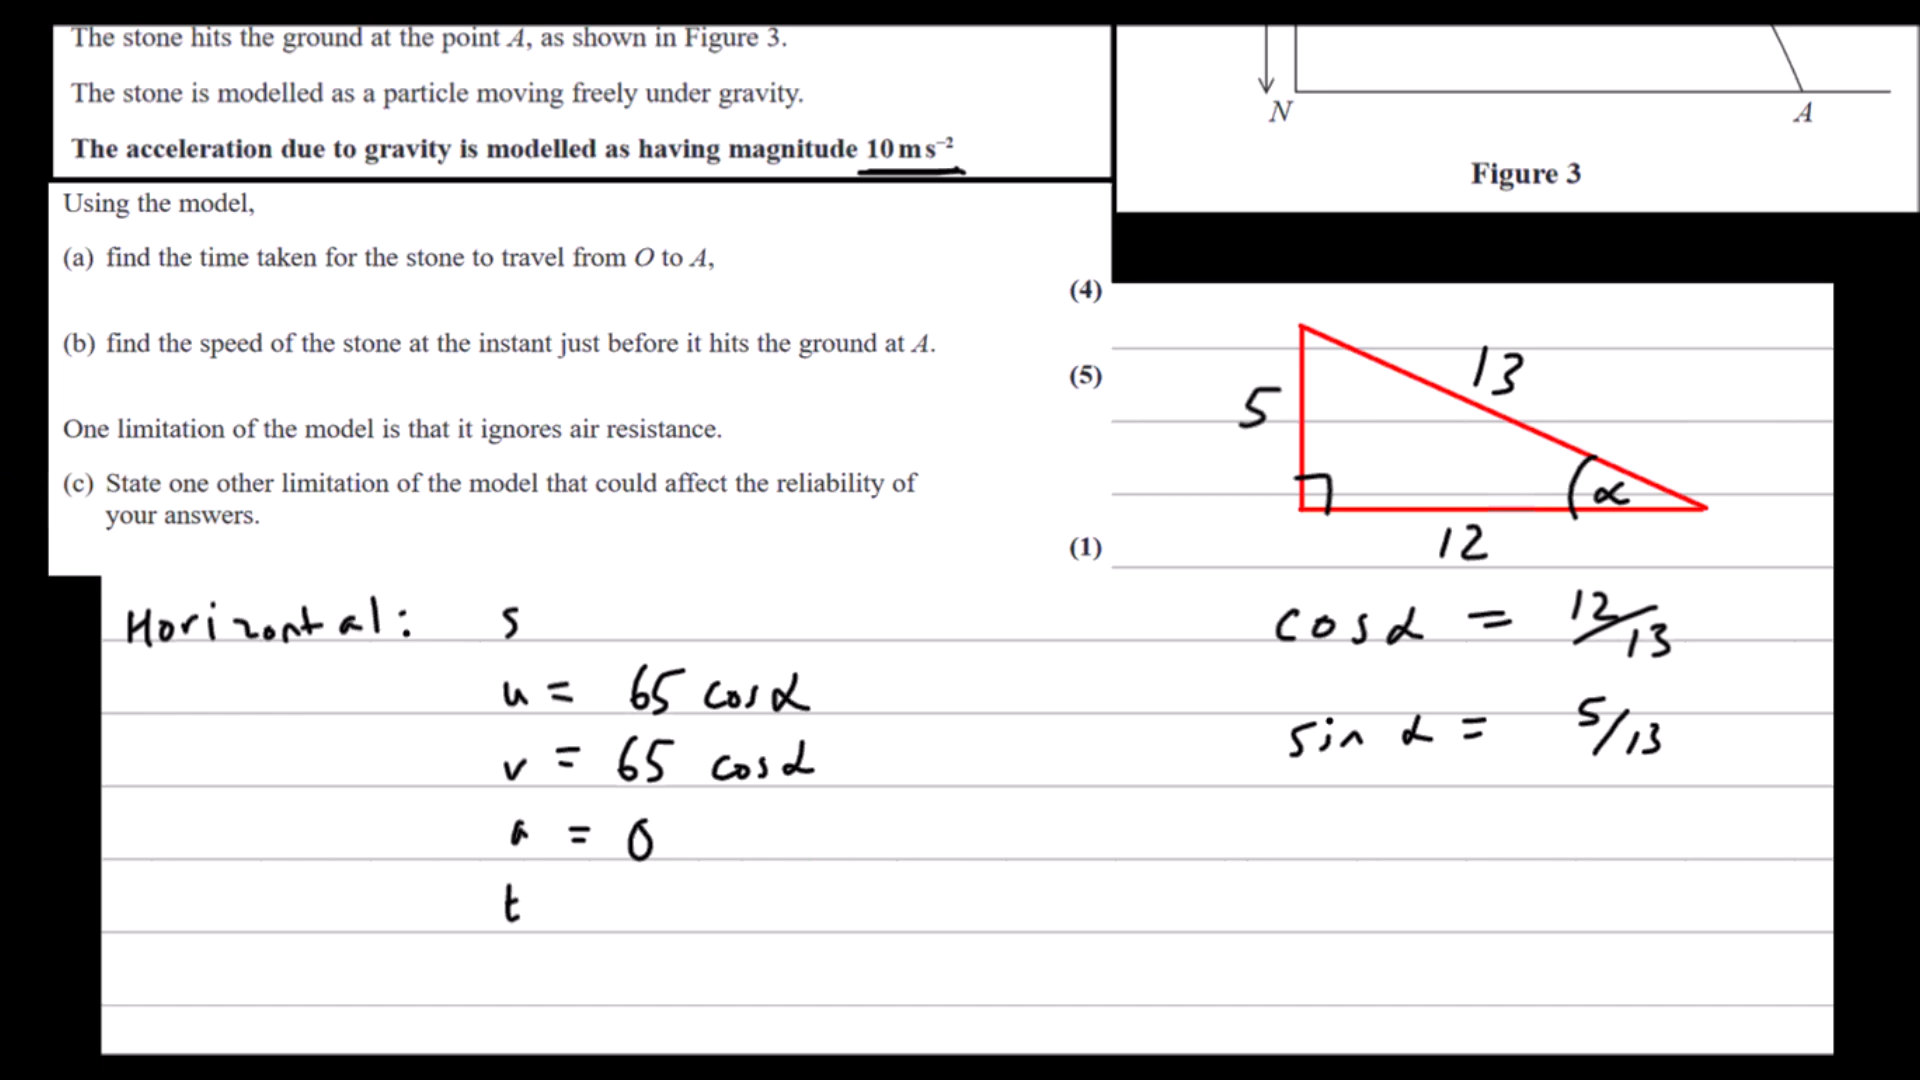 The stone hits the ground at the point A, as shown in Figure 3.
The stone is modelled as a particle moving freely under gravity.
The acceleration due to gravity is modelled as having magnitude 10 m s⁻²
N
A
Figure 3
Using the model,
(a) find the time taken for the stone to travel from O to A,
(4)
(b) find the speed of the stone at the instant just before it hits the ground at A.
(5)
One limitation of the model is that it ignores air resistance.
(c) State one other limitation of the model that could affect the reliability of
your answers.
(1)
5
13
α
12
Horizontal: s
u = 65 cosα
v = 65 cosα
a = 0
t
cosα = 12/13
sin α = 5/13